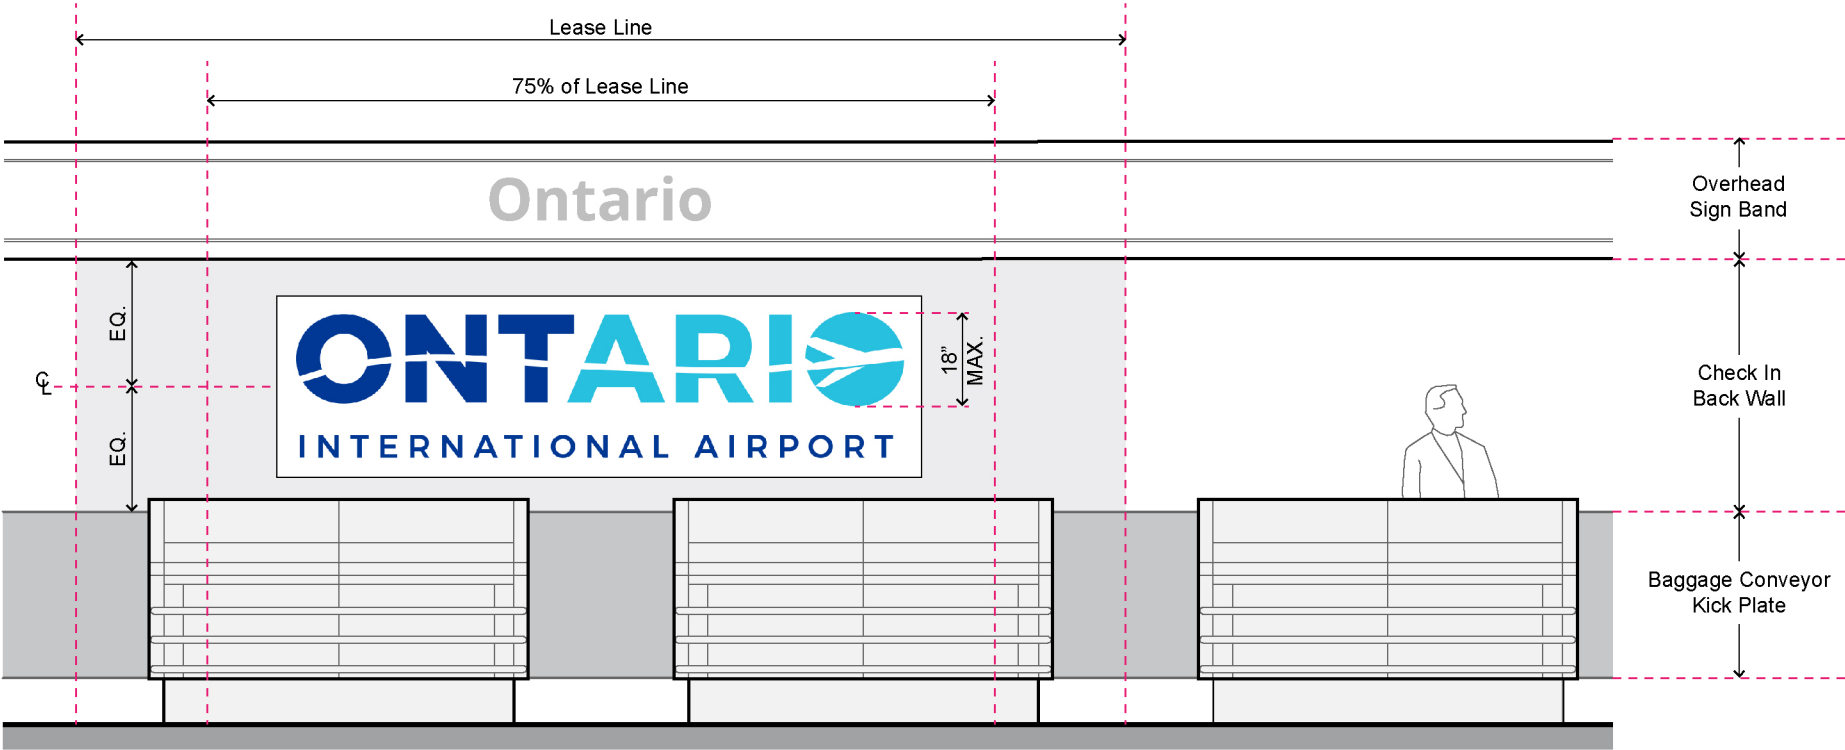 Lease Line
75% of Lease Line
Ontario
Overhead
Sign Band
EQ.
ONTARIO
18”
MAX.
℄
Check In
Back Wall
EQ.
INTERNATIONAL AIRPORT
Baggage Conveyor
Kick Plate